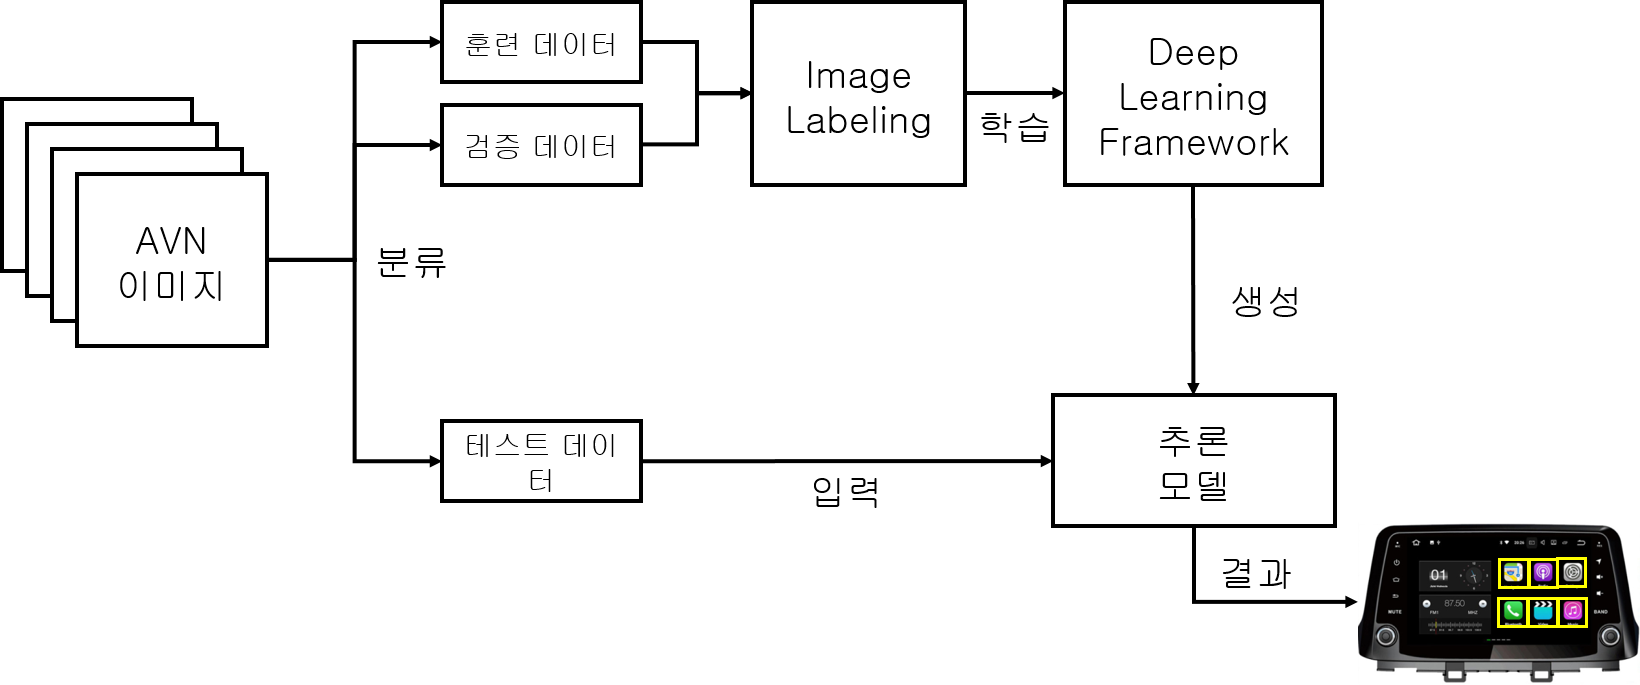 훈련 데이터
검증 데이터
Image
Labeling
학습
Deep
Learning
Framework
AVN
이미지
분류
생성
테스트 데이
터
입력
추론
모델
결과
01
87.50
FM1
MHZ
MUTE
BAND